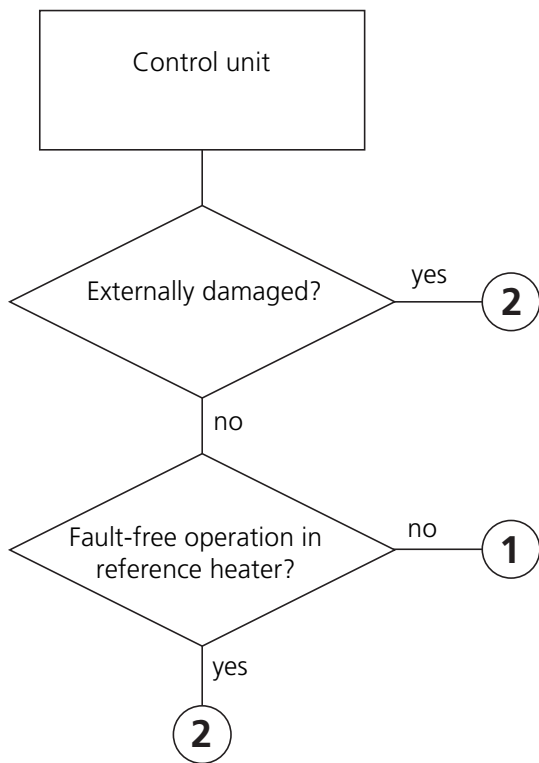 Control unit
Externally damaged?
yes
2
no
Fault-free operation in
reference heater?
no
1
yes
2